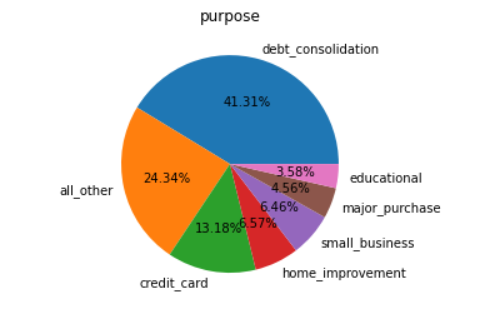 purpose
debt_consolidation
41.31%
all_other
24.34%
credit_card
13.18%
home_improvement
6.57%
small_business
6.46%
major_purchase
4.56%
educational
3.58%